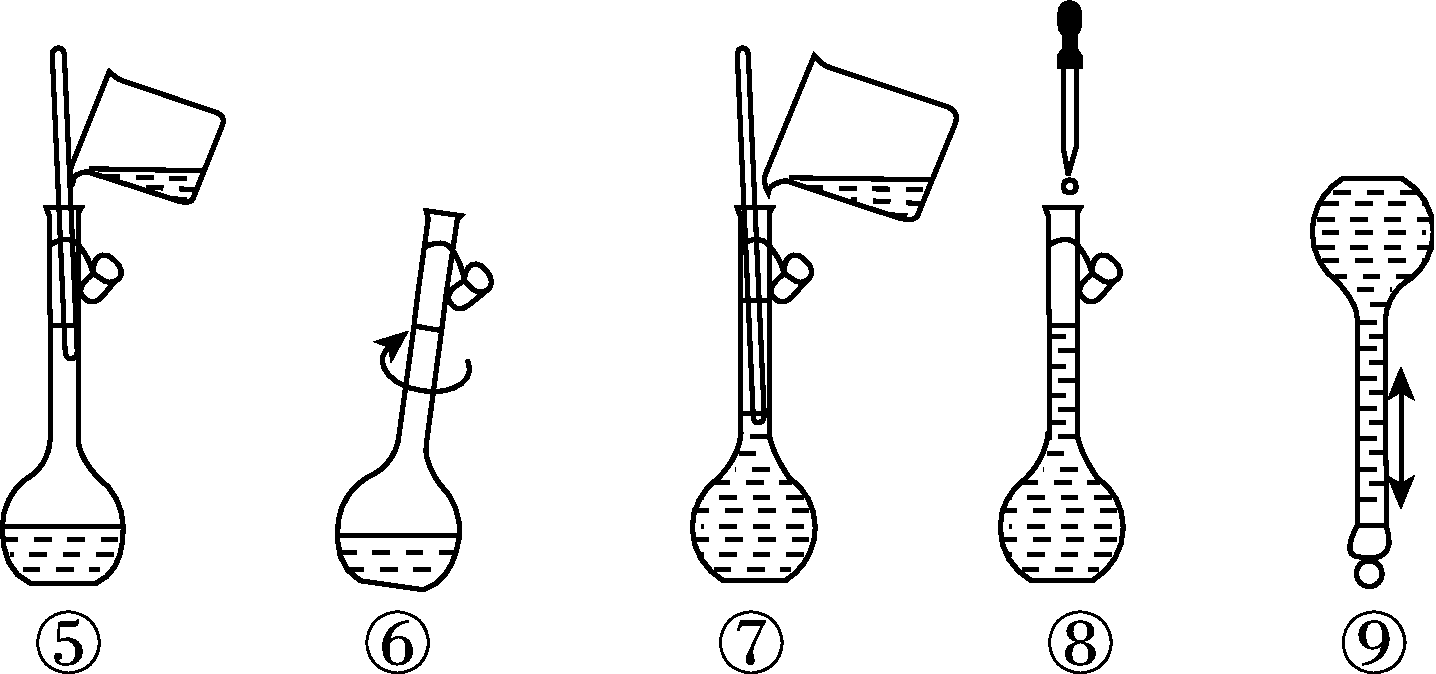 ⑤ ⑥ ⑦ ⑧ ⑨